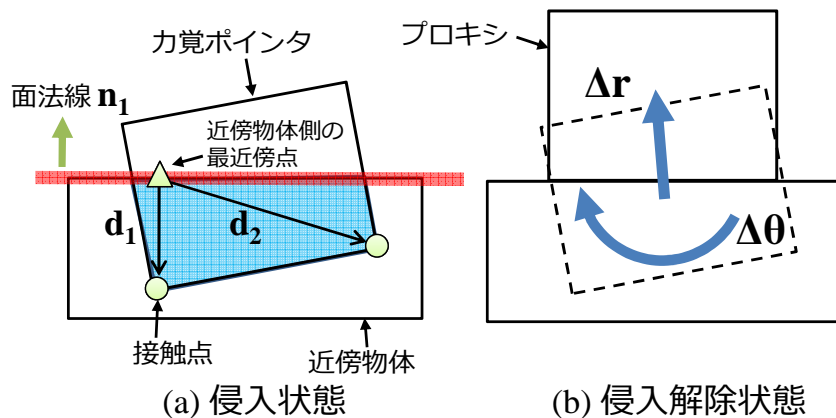 力覚ポインタ
面法線 n1
近傍物体側の
最近傍点
d1
d2
接触点
近傍物体
(a) 侵入状態
プロキシ
Δr
Δθ
(b) 侵入解除状態